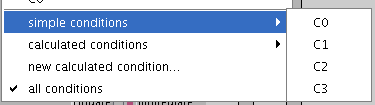 simple conditions
calculated conditions
new calculated condition...
all conditions
C0
C1
C2
C3